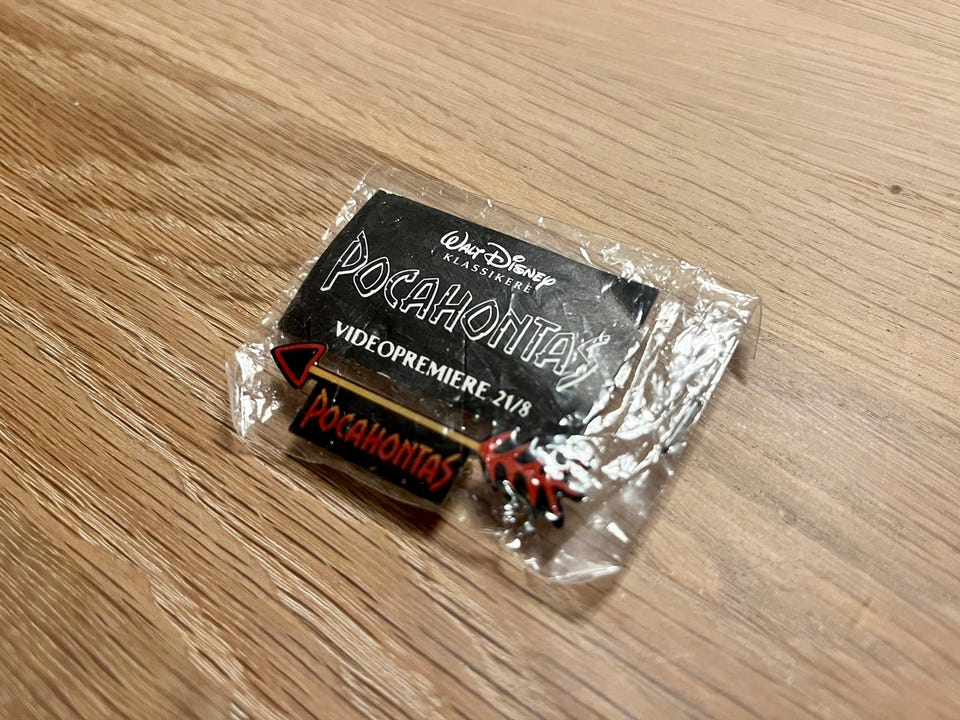 Walt Disney
KLASSIKERE
POCAHONTAS
VIDEOPREMIERE 21/8
POCAHONTAS